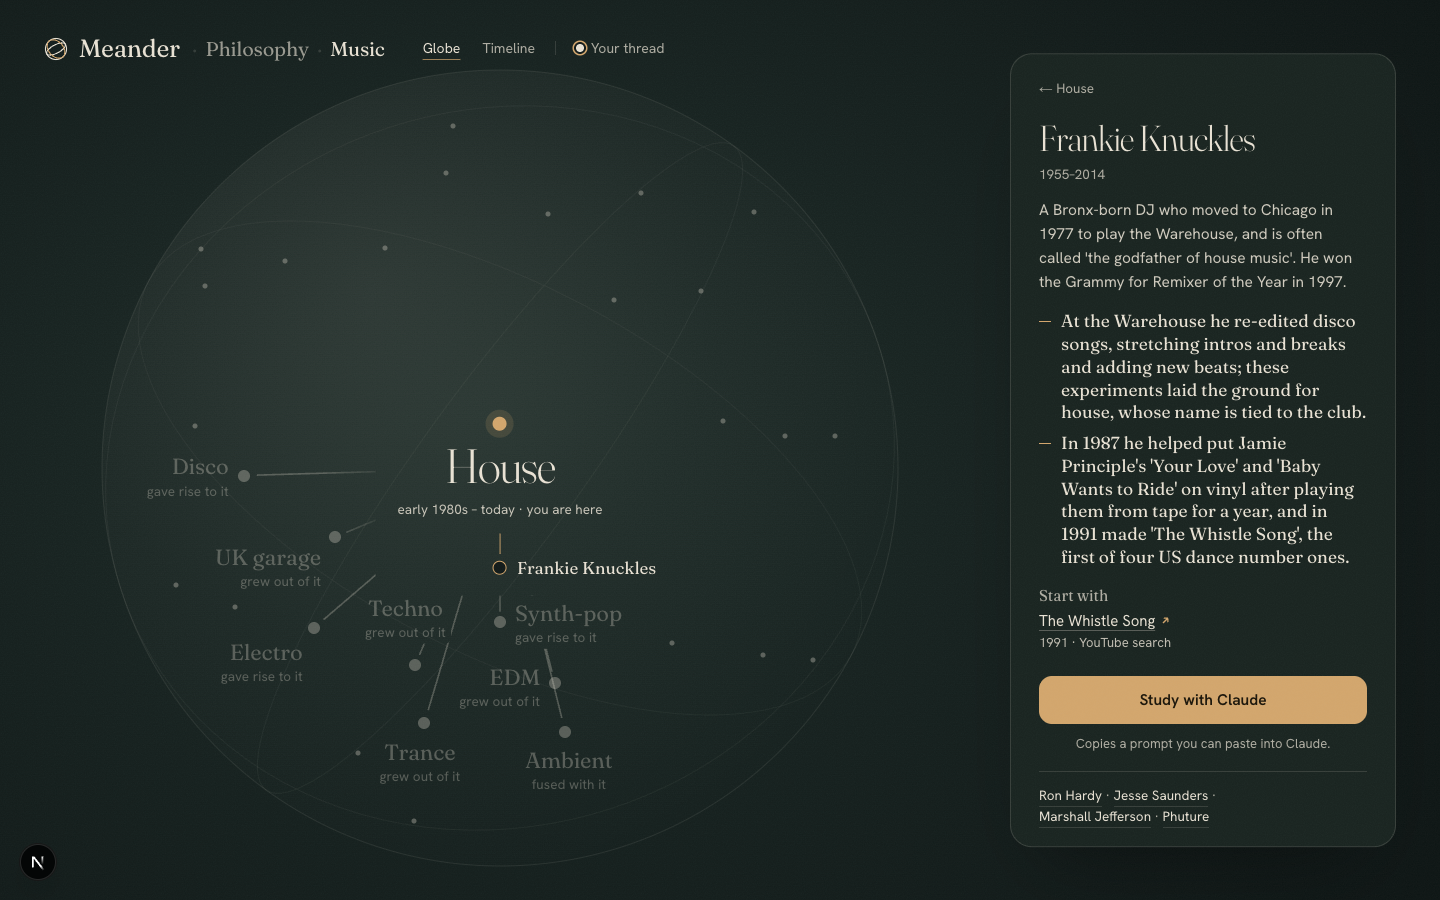 Meander · Philosophy · Music
Globe Timeline Your thread
Disco
gave rise to it
House
early 1980s – today · you are here
UK garage
grew out of it
Frankie Knuckles
Techno
grew out of it
Synth-pop
gave rise to it
Electro
gave rise to it
EDM
grew out of it
Trance
grew out of it
Ambient
fused with it
N
← House
Frankie Knuckles
1955–2014
A Bronx-born DJ who moved to Chicago in
1977 to play the Warehouse, and is often
called 'the godfather of house music'. He won
the Grammy for Remixer of the Year in 1997.
— At the Warehouse he re-edited disco
songs, stretching intros and breaks
and adding new beats; these
experiments laid the ground for
house, whose name is tied to the club.
— In 1987 he helped put Jamie
Principle's 'Your Love' and 'Baby
Wants to Ride' on vinyl after playing
them from tape for a year, and in
1991 made 'The Whistle Song', the
first of four US dance number ones.
Start with
The Whistle Song ↗
1991 · YouTube search
Study with Claude
Copies a prompt you can paste into Claude.
Ron Hardy · Jesse Saunders ·
Marshall Jefferson · Phuture